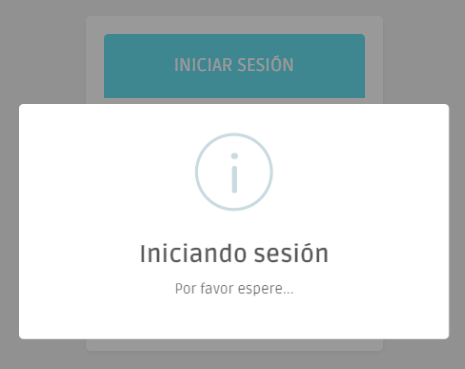 INICIAR SESIÓN
Iniciando sesión
Por favor espere...